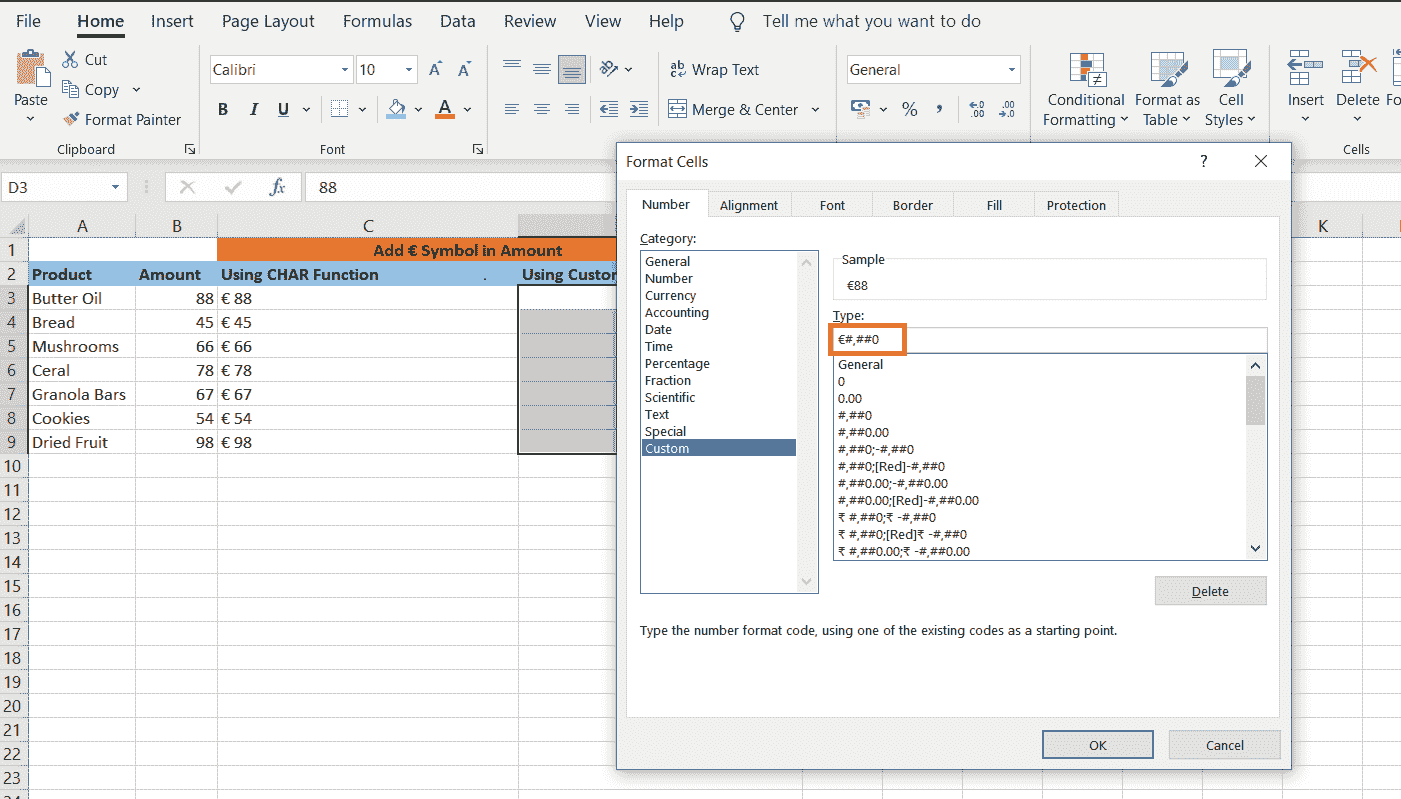 File Home Insert Page Layout Formulas Data Review View Help Tell me what you want to do
Paste
Cut
Copy
Format Painter
Clipboard
Calibri 10 A A
B I U A
Font
ab Wrap Text
Merge & Center
General
% , .00
Conditional Formatting
Format as Table
Cell Styles
Insert Delete
Cells
D3 fx 88
A B C K
1 Add € Symbol in Amount
2 Product Amount Using CHAR Function . Using
3 Butter Oil 88 € 88
4 Bread 45 € 45
5 Mushrooms 66 € 66
6 Ceral 78 € 78
7 Granola Bars 67 € 67
8 Cookies 54 € 54
9 Dried Fruit 98 € 98
10
11
12
13
14
15
16
17
18
19
20
21
22
23
Format Cells ?
Number Alignment Font Border Fill Protection
Category:
General
Number
Currency
Accounting
Date
Time
Percentage
Fraction
Scientific
Text
Special
Custom
Sample
€88
Type:
€#,##0
General
0
0.00
#,##0
#,##0.00
#,##0;-#,##0
#,##0;[Red]-#,##0
#,##0.00;-#,##0.00
#,##0.00;[Red]-#,##0.00
₹ #,##0;₹ -#,##0
₹ #,##0;[Red]₹ -#,##0
₹ #,##0.00;₹ -#,##0.00
Delete
Type the number format code, using one of the existing codes as a starting point.
OK Cancel